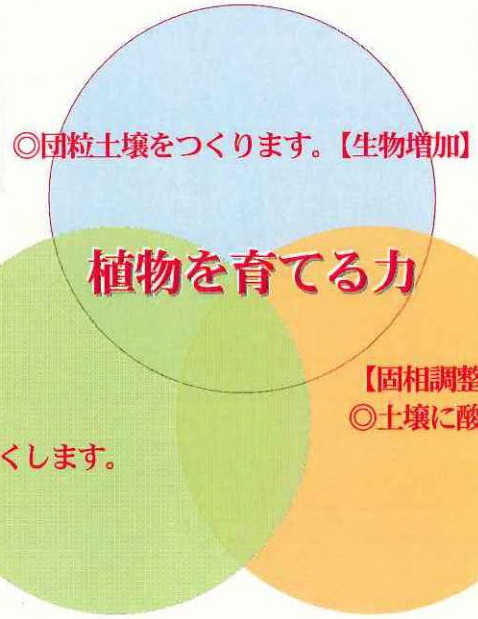 ◎団粒土壌をつくります。【生物増加】
植物を育てる力
【固相調整
◎土壌に酸
くします。